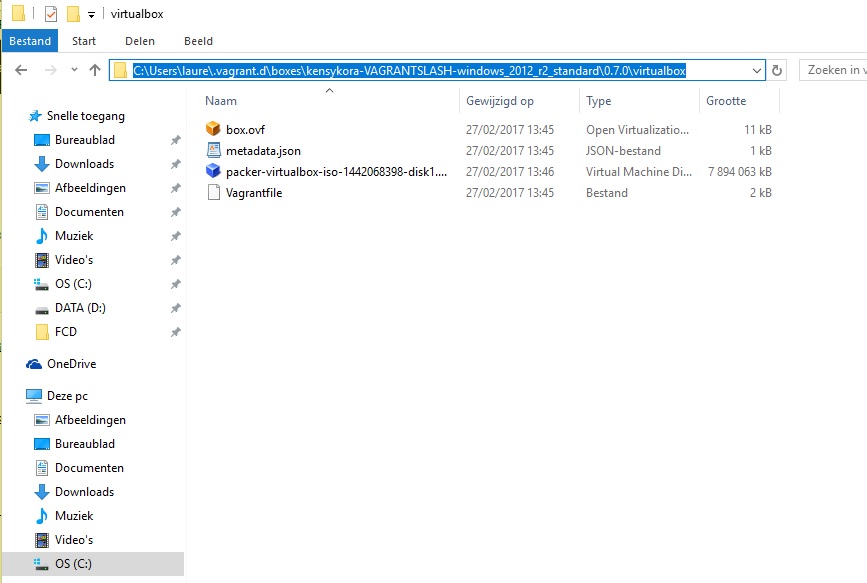 virtualbox
Bestand Start Delen Beeld
C:\Users\laure\.vagrant.d\boxes\kensykora-VAGRANTSLASH-windows_2012_r2_standard\0.7.0\virtualbox
Zoeken in v
Naam Gewijzigd op Type Grootte
box.ovf 27/02/2017 13:45 Open Virtualizatio... 11 kB
metadata.json 27/02/2017 13:45 JSON-bestand 1 kB
packer-virtualbox-iso-1442068398-disk1.... 27/02/2017 13:46 Virtual Machine Di... 7 894 063 kB
Vagrantfile 27/02/2017 13:45 Bestand 2 kB
Snelle toegang
Bureaublad
Downloads
Afbeeldingen
Documenten
Muziek
Video's
OS (C:)
DATA (D:)
FCD
OneDrive
Deze pc
Afbeeldingen
Bureaublad
Documenten
Downloads
Muziek
Video's
OS (C:)